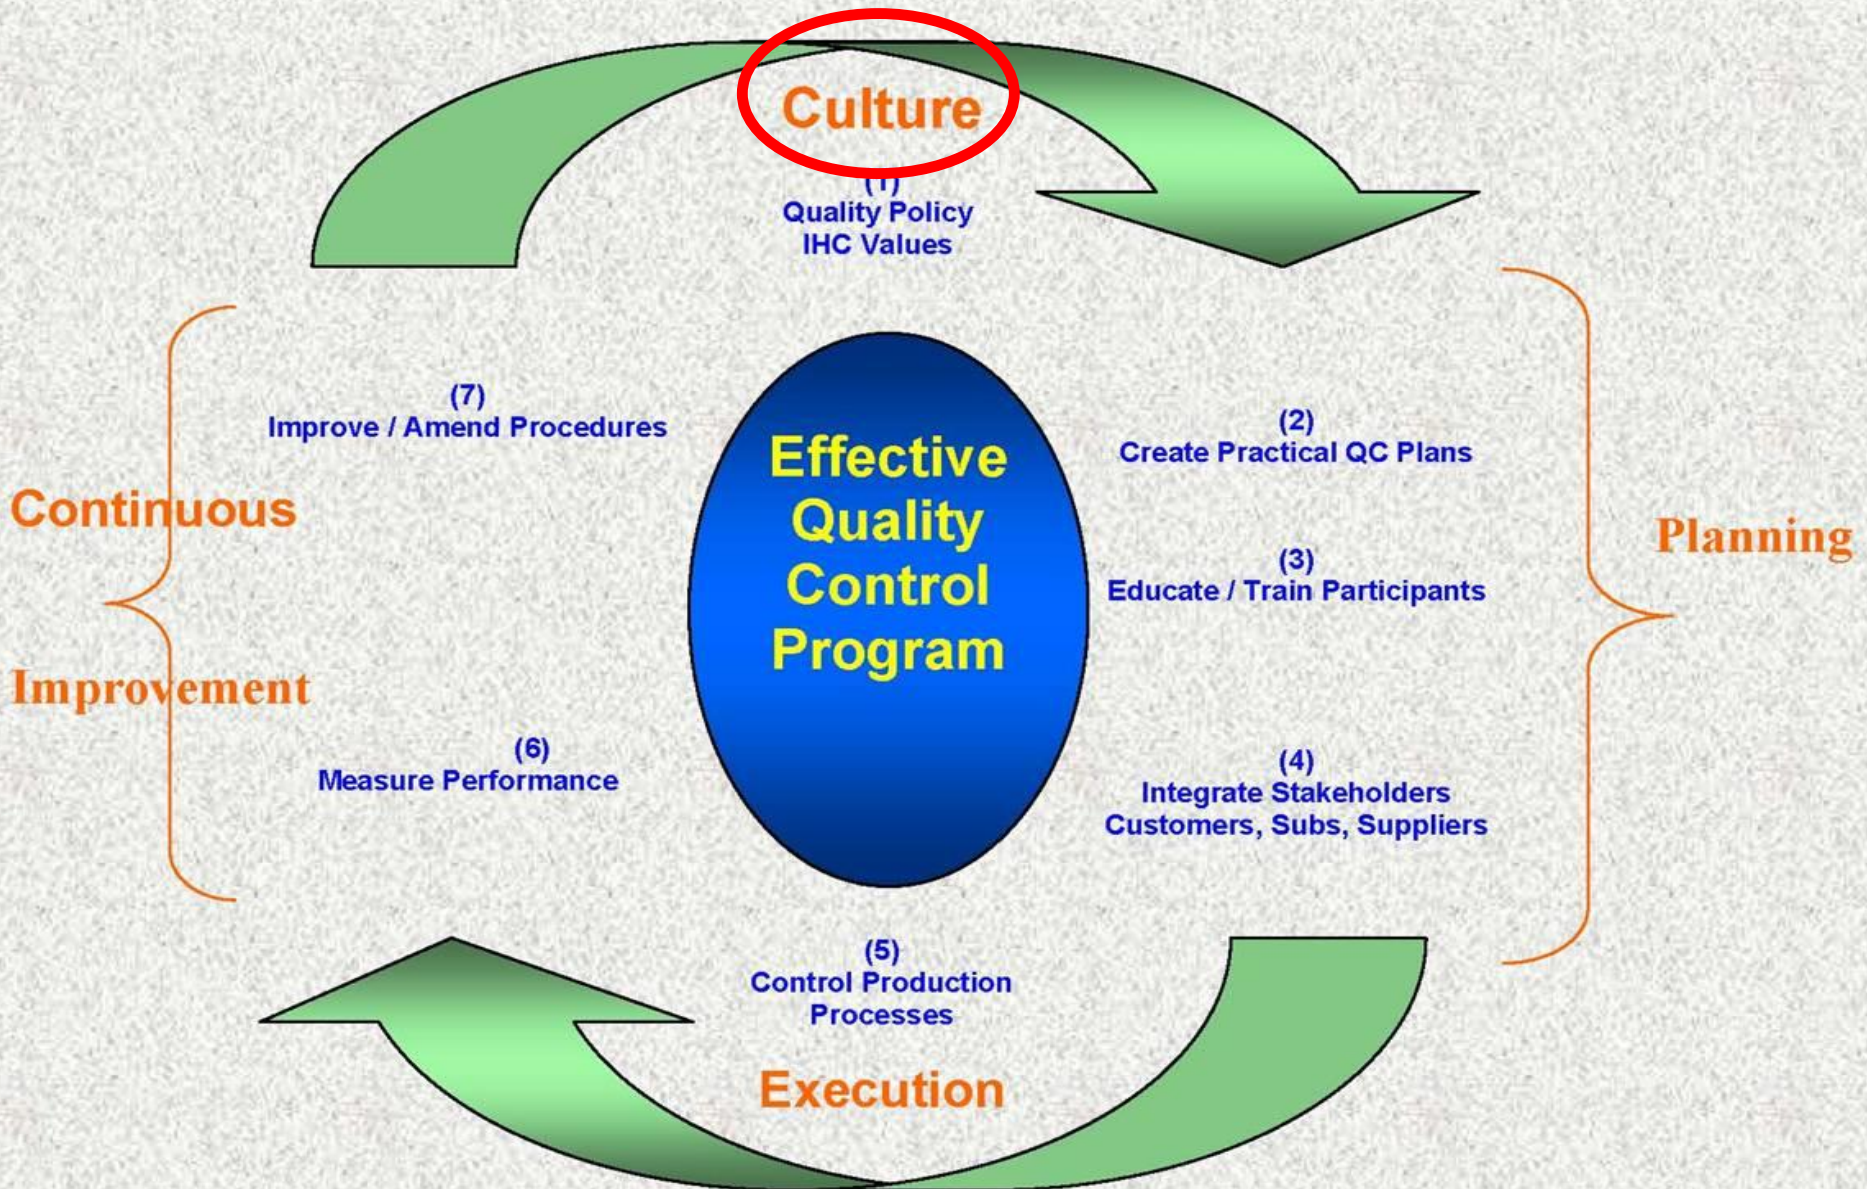 Culture
(1)
Quality Policy
IHC Values
(7)
Improve / Amend Procedures
Continuous
Improvement
(6)
Measure Performance
Effective
Quality
Control
Program
(2)
Create Practical QC Plans
(3)
Educate / Train Participants
(4)
Integrate Stakeholders
Customers, Subs, Suppliers
Planning
(5)
Control Production
Processes
Execution